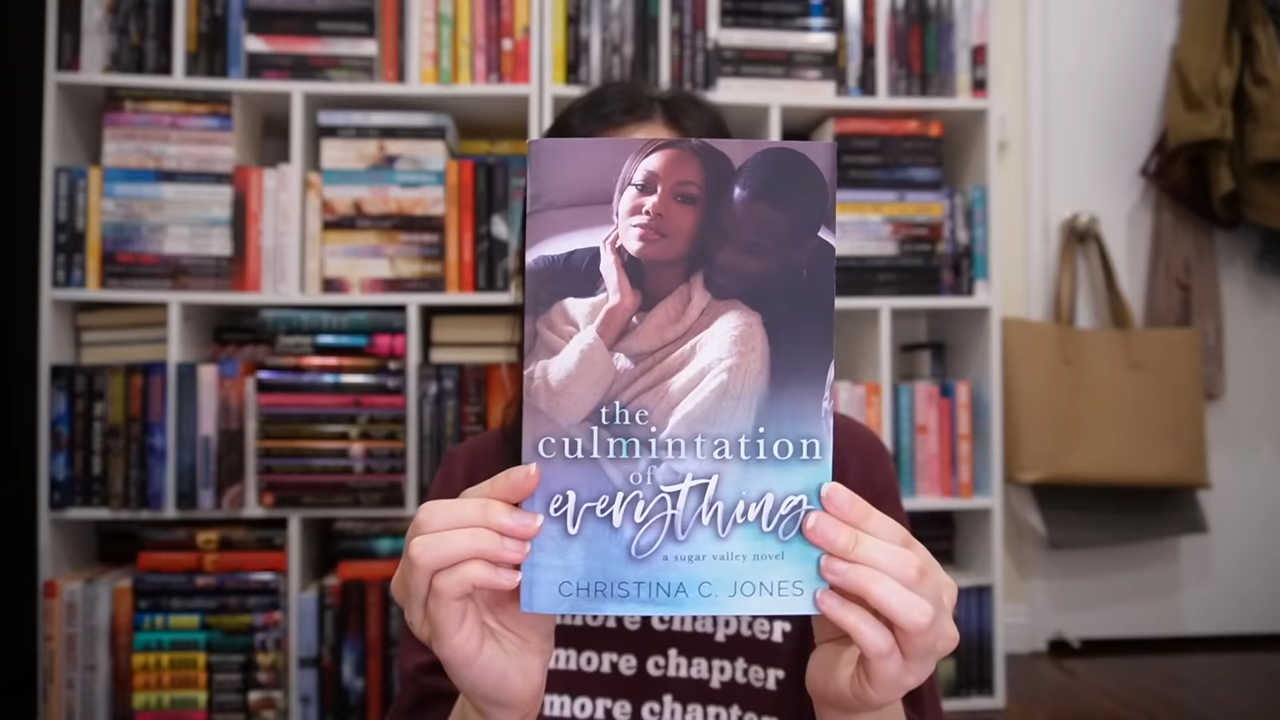 the
culmintation
of
everything
a sugar valley novel
CHRISTINA C. JONES
more chapter
more chapter
more chapter